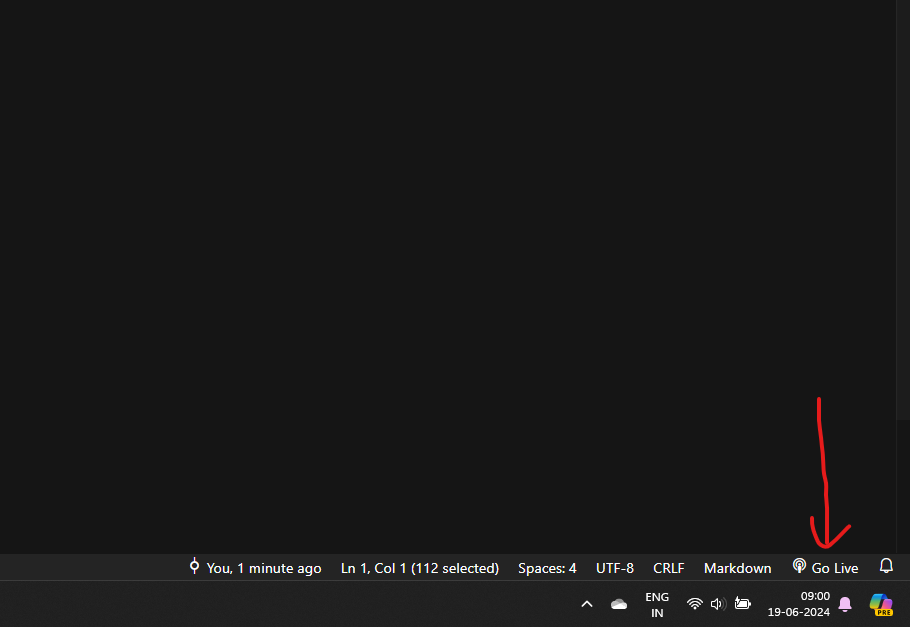 You, 1 minute ago Ln 1, Col 1 (112 selected) Spaces: 4 UTF-8 CRLF Markdown Go Live
ENG
IN
09:00
19-06-2024
PRE